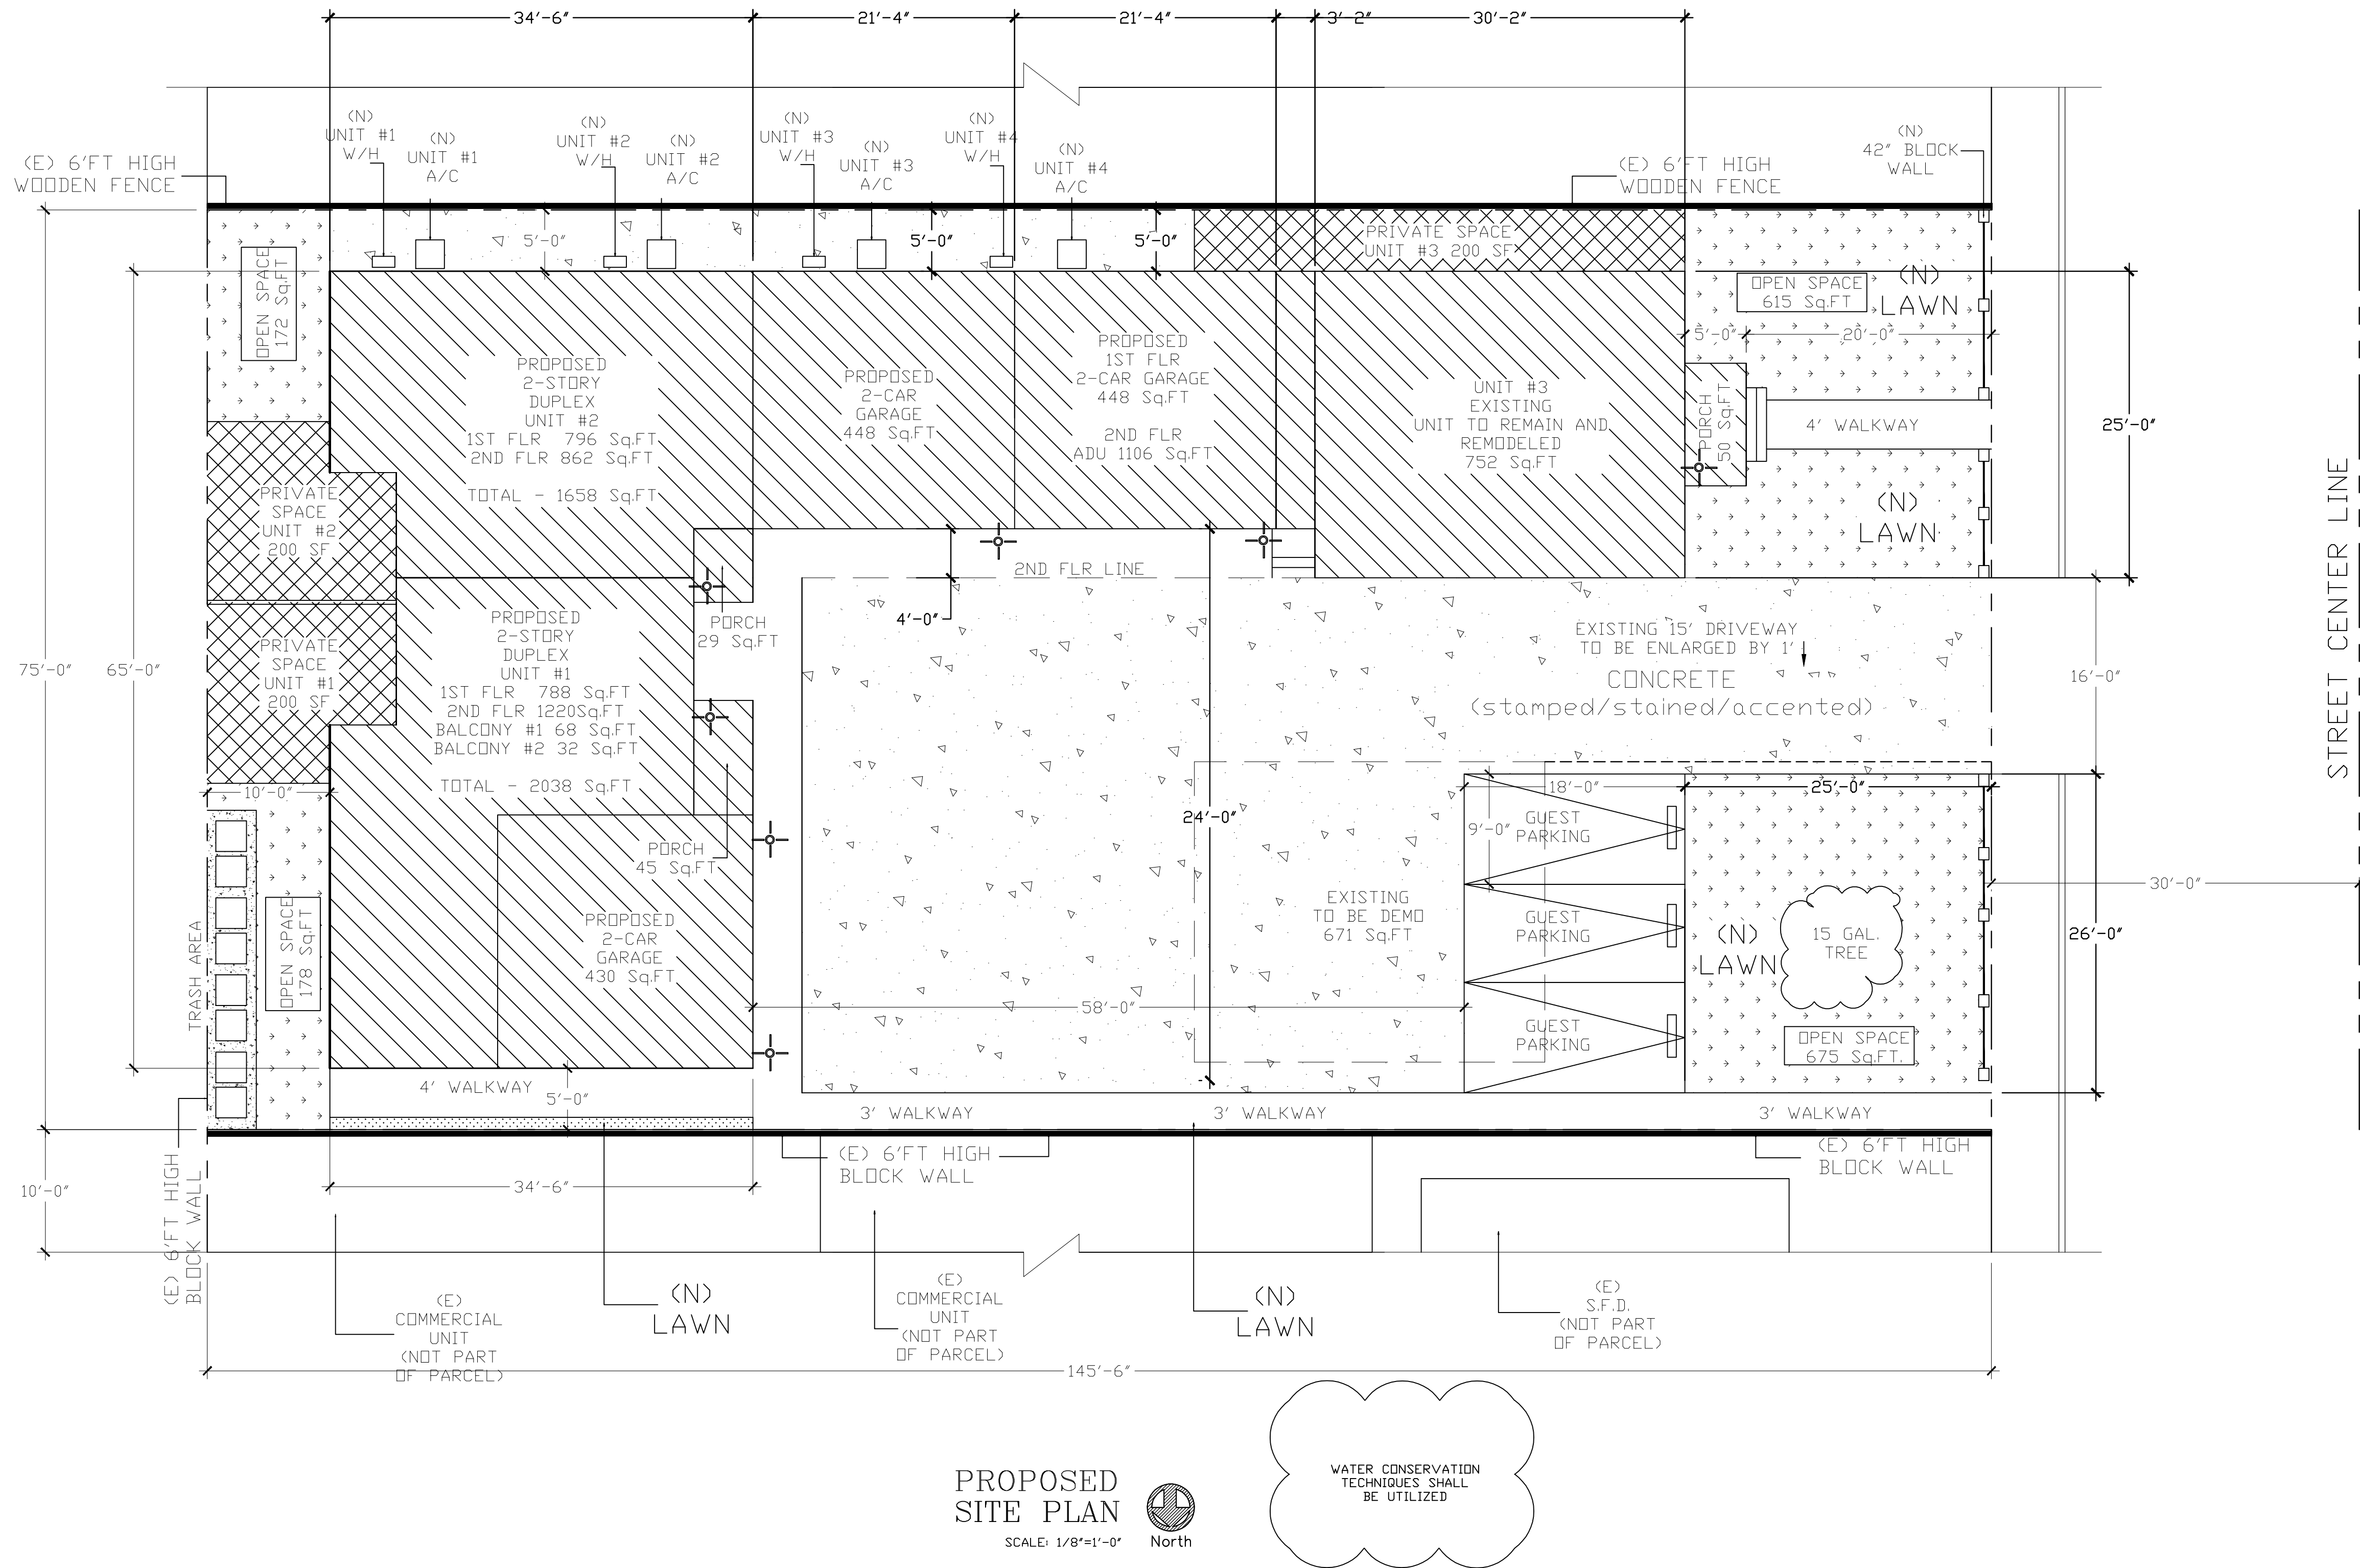 34'-6"
21'-4"
21'-4"
3'-2"
30'-2"
(N)
UNIT #1
W/H
(N)
UNIT #1
A/C
(N)
UNIT #2
W/H
(N)
UNIT #2
A/C
(N)
UNIT #3
W/H
(N)
UNIT #3
A/C
(N)
UNIT #4
W/H
(N)
UNIT #4
A/C
(E) 6'FT HIGH
WOODEN FENCE
(E) 6'FT HIGH
WOODEN FENCE
(N)
42" BLOCK
WALL
5'-0"
5'-0"
5'-0"
PRIVATE SPACE
UNIT #3 200 SF
OPEN SPACE
172 Sq.FT
OPEN SPACE
615 Sq.FT
(N)
LAWN
5'-0"
20'-0"
PROPOSED
2-STORY
DUPLEX
UNIT #2
1ST FLR 796 Sq.FT
2ND FLR 862 Sq.FT
TOTAL - 1658 Sq.FT
PROPOSED
2-CAR
GARAGE
448 Sq.FT
PROPOSED
1ST FLR
2-CAR GARAGE
448 Sq.FT
2ND FLR
ADU 1106 Sq.FT
UNIT #3
EXISTING
UNIT TO REMAIN AND
REMODELED
752 Sq.FT
PORCH
50 Sq.FT
4' WALKWAY
25'-0"
(N)
LAWN
PRIVATE
SPACE
UNIT #2
200 SF
2ND FLR LINE
4'-0"
PORCH
29 Sq.FT
PRIVATE
SPACE
UNIT #1
200 SF
PROPOSED
2-STORY
DUPLEX
UNIT #1
1ST FLR 788 Sq.FT
2ND FLR 1220Sq.FT
BALCONY #1 68 Sq.FT
BALCONY #2 32 Sq.FT
TOTAL - 2038 Sq.FT
75'-0"
65'-0"
EXISTING 15' DRIVEWAY
TO BE ENLARGED BY 1'
CONCRETE
(stamped/stained/accented)
16'-0"
STREET CENTER LINE
10'-0"
18'-0"
25'-0"
24'-0"
9'-0"
GUEST
PARKING
PORCH
45 Sq.FT
30'-0"
EXISTING
TO BE DEMO
671 Sq.FT
GUEST
PARKING
(N)
LAWN
15 GAL.
TREE
26'-0"
TRASH AREA
OPEN SPACE
178 Sq.FT
PROPOSED
2-CAR
GARAGE
430 Sq.FT
58'-0"
GUEST
PARKING
OPEN SPACE
675 Sq.FT.
4' WALKWAY
5'-0"
3' WALKWAY
3' WALKWAY
3' WALKWAY
(E) 6'FT HIGH
BLOCK WALL
(E) 6'FT HIGH
BLOCK WALL
(E) 6'FT HIGH
BLOCK WALL
10'-0"
34'-6"
(E)
COMMERCIAL
UNIT
(NOT PART
OF PARCEL)
(N)
LAWN
(E)
COMMERCIAL
UNIT
(NOT PART
OF PARCEL)
(N)
LAWN
(E)
S.F.D.
(NOT PART
OF PARCEL)
145'-6"
PROPOSED
SITE PLAN
SCALE: 1/8"=1'-0"
North
WATER CONSERVATION
TECHNIQUES SHALL
BE UTILIZED